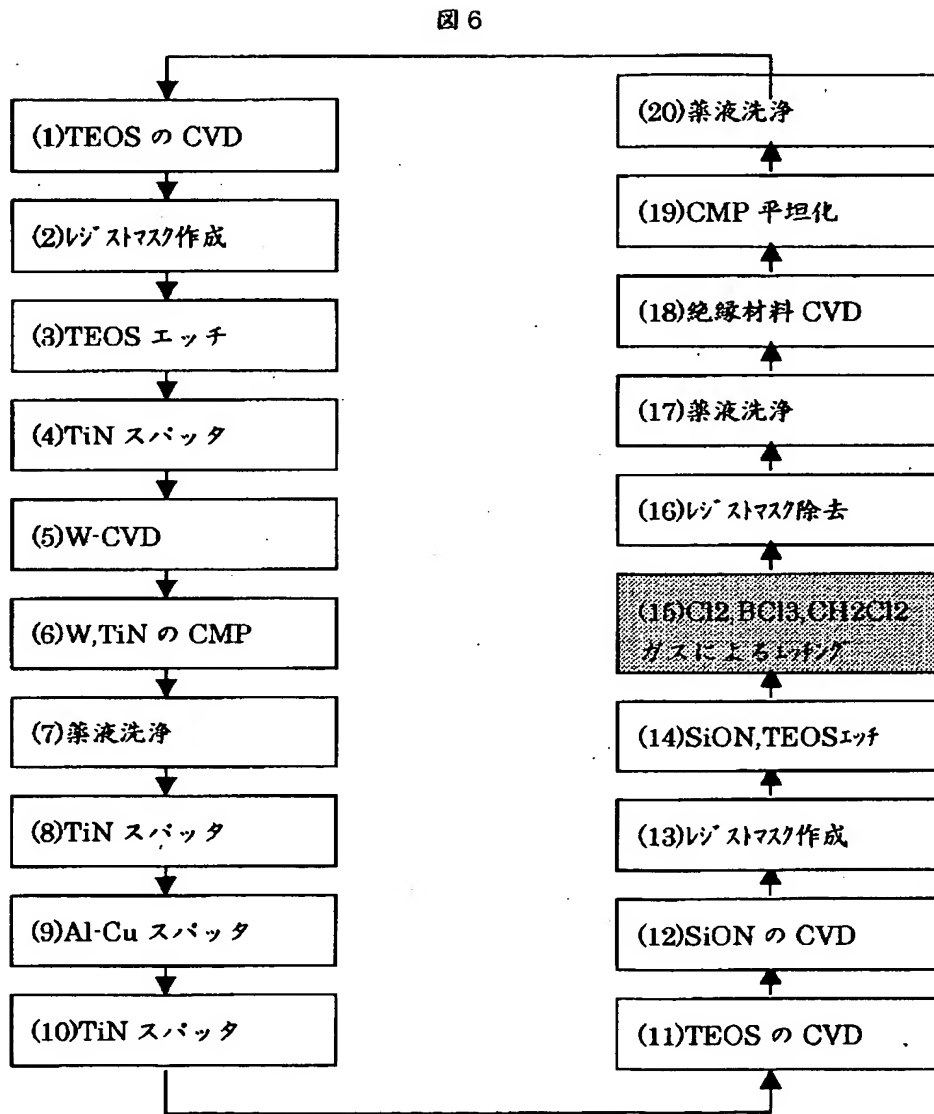 図6
(1)TEOS の CVD
(2)レジストマスク作成
(3)TEOS エッチ
(4)TiN スパッタ
(5)W-CVD
(6)W,TiN の CMP
(7)薬液洗浄
(8)TiN スパッタ
(9)Al-Cu スパッタ
(10)TiN スパッタ
(20)薬液洗浄
(19)CMP 平坦化
(18)絶縁材料 CVD
(17)薬液洗浄
(16)レジストマスク除去
(15)Cl2,BCl3,CH2Cl2
ガスによるエッチング
(14)SiON,TEOSエッチ
(13)レジストマスク作成
(12)SiON の CVD
(11)TEOS の CVD